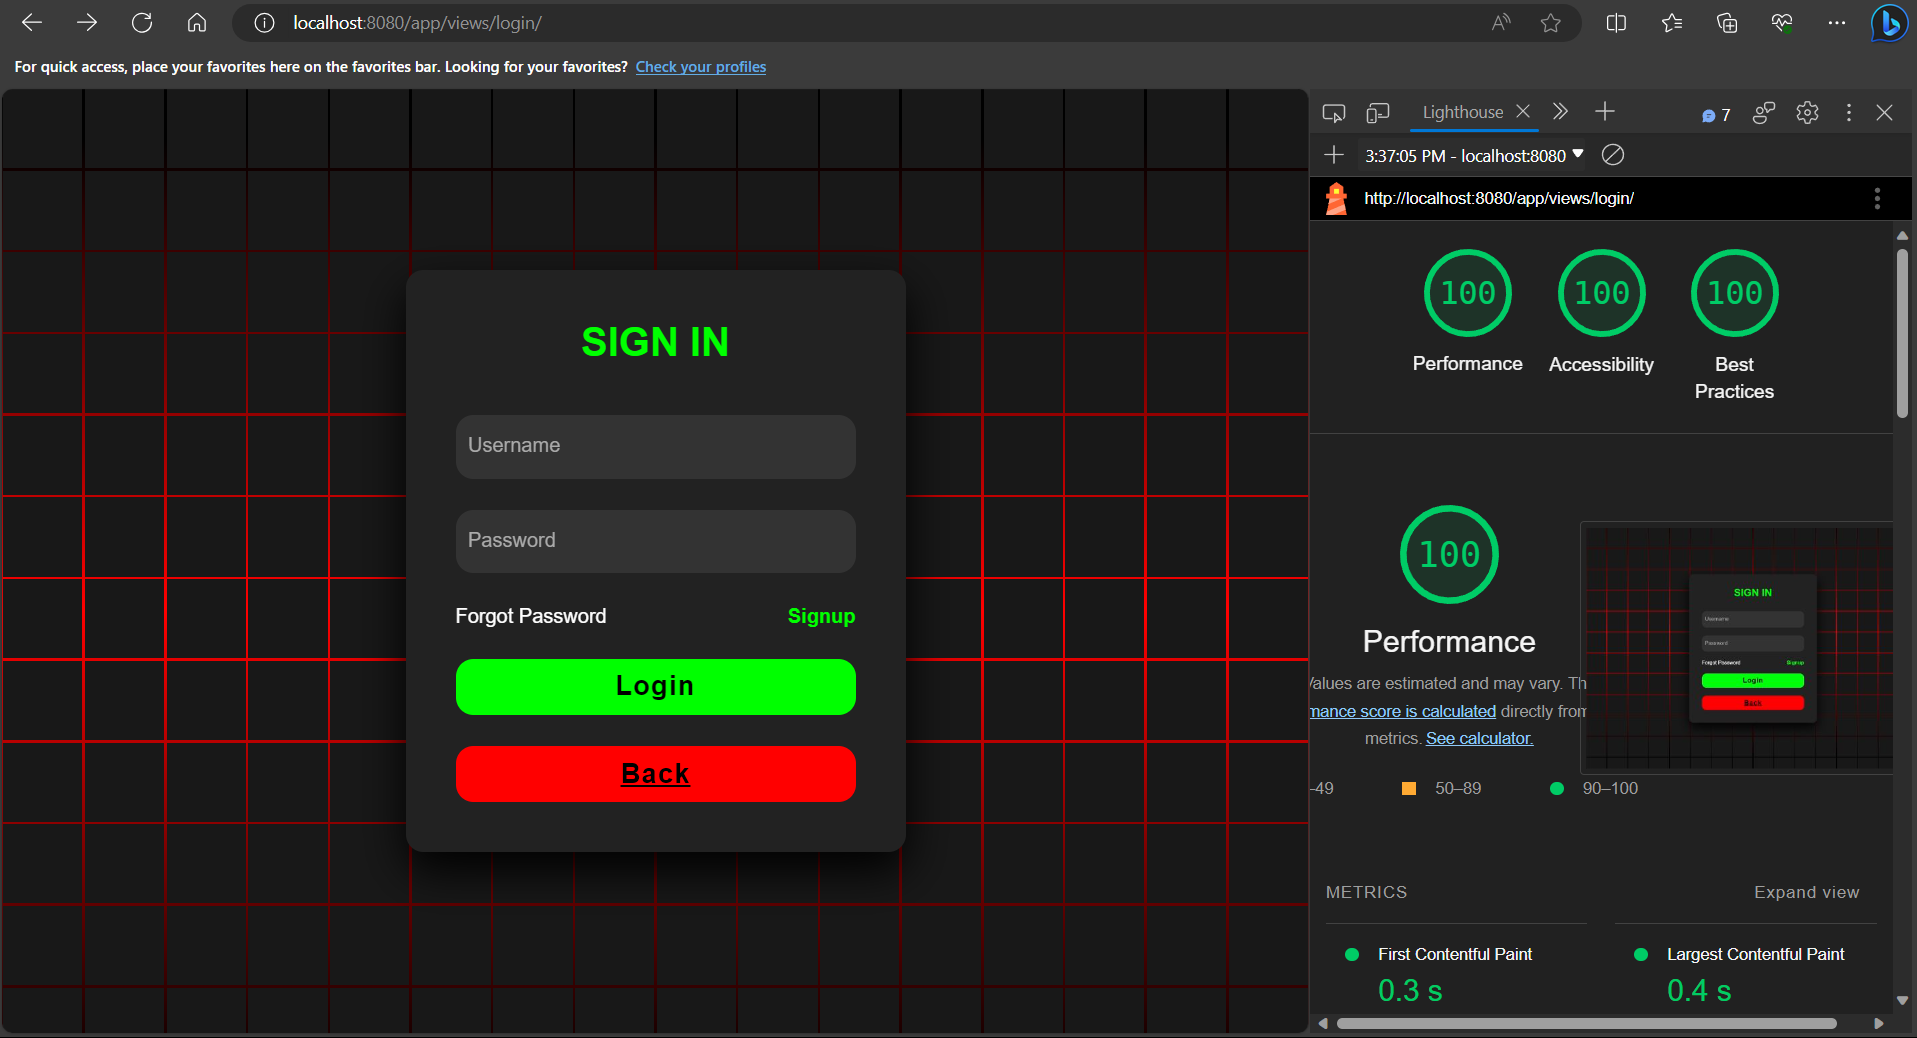 localhost:8080/app/views/login/
For quick access, place your favorites here on the favorites bar. Looking for your favorites? Check your profiles
SIGN IN
Username
Password
Forgot Password Signup
Login
Back
Lighthouse
7
3:37:05 PM - localhost:8080
http://localhost:8080/app/views/login/
100 100 100
Performance Accessibility Best
Practices
100
Performance
Values are estimated and may vary. Th
mance score is calculated directly from
metrics. See calculator.
SIGN IN
Username
Password
Forgot Password Signup
Login
Back
-49 50–89 90–100
METRICS Expand view
First Contentful Paint Largest Contentful Paint
0.3 s 0.4 s